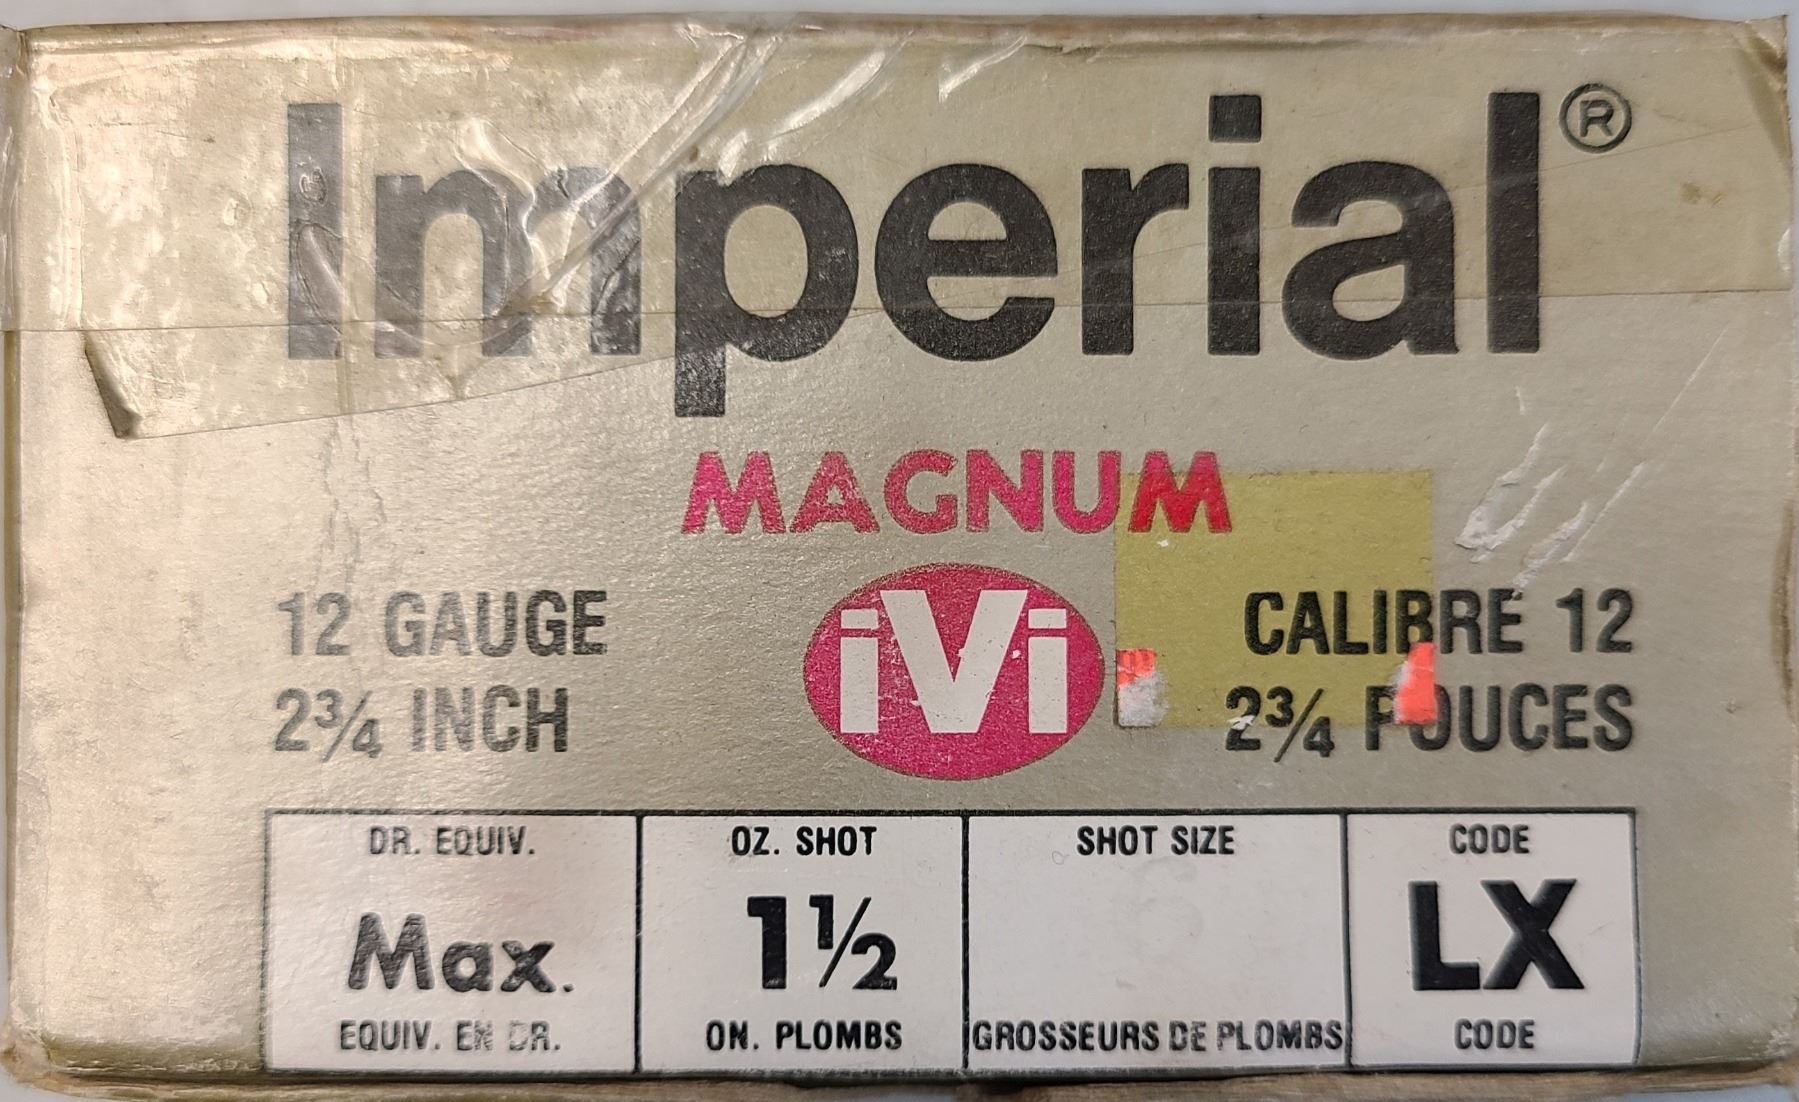 Imperial®
MAGNUM
12 GAUGE
2¾ INCH
iVi
CALIBRE 12
2¾ POUCES
DR. EQUIV.
Max.
EQUIV. EN DR.
OZ. SHOT
1½
ON. PLOMBS
SHOT SIZE
GROSSEURS DE PLOMBS
CODE
LX
CODE